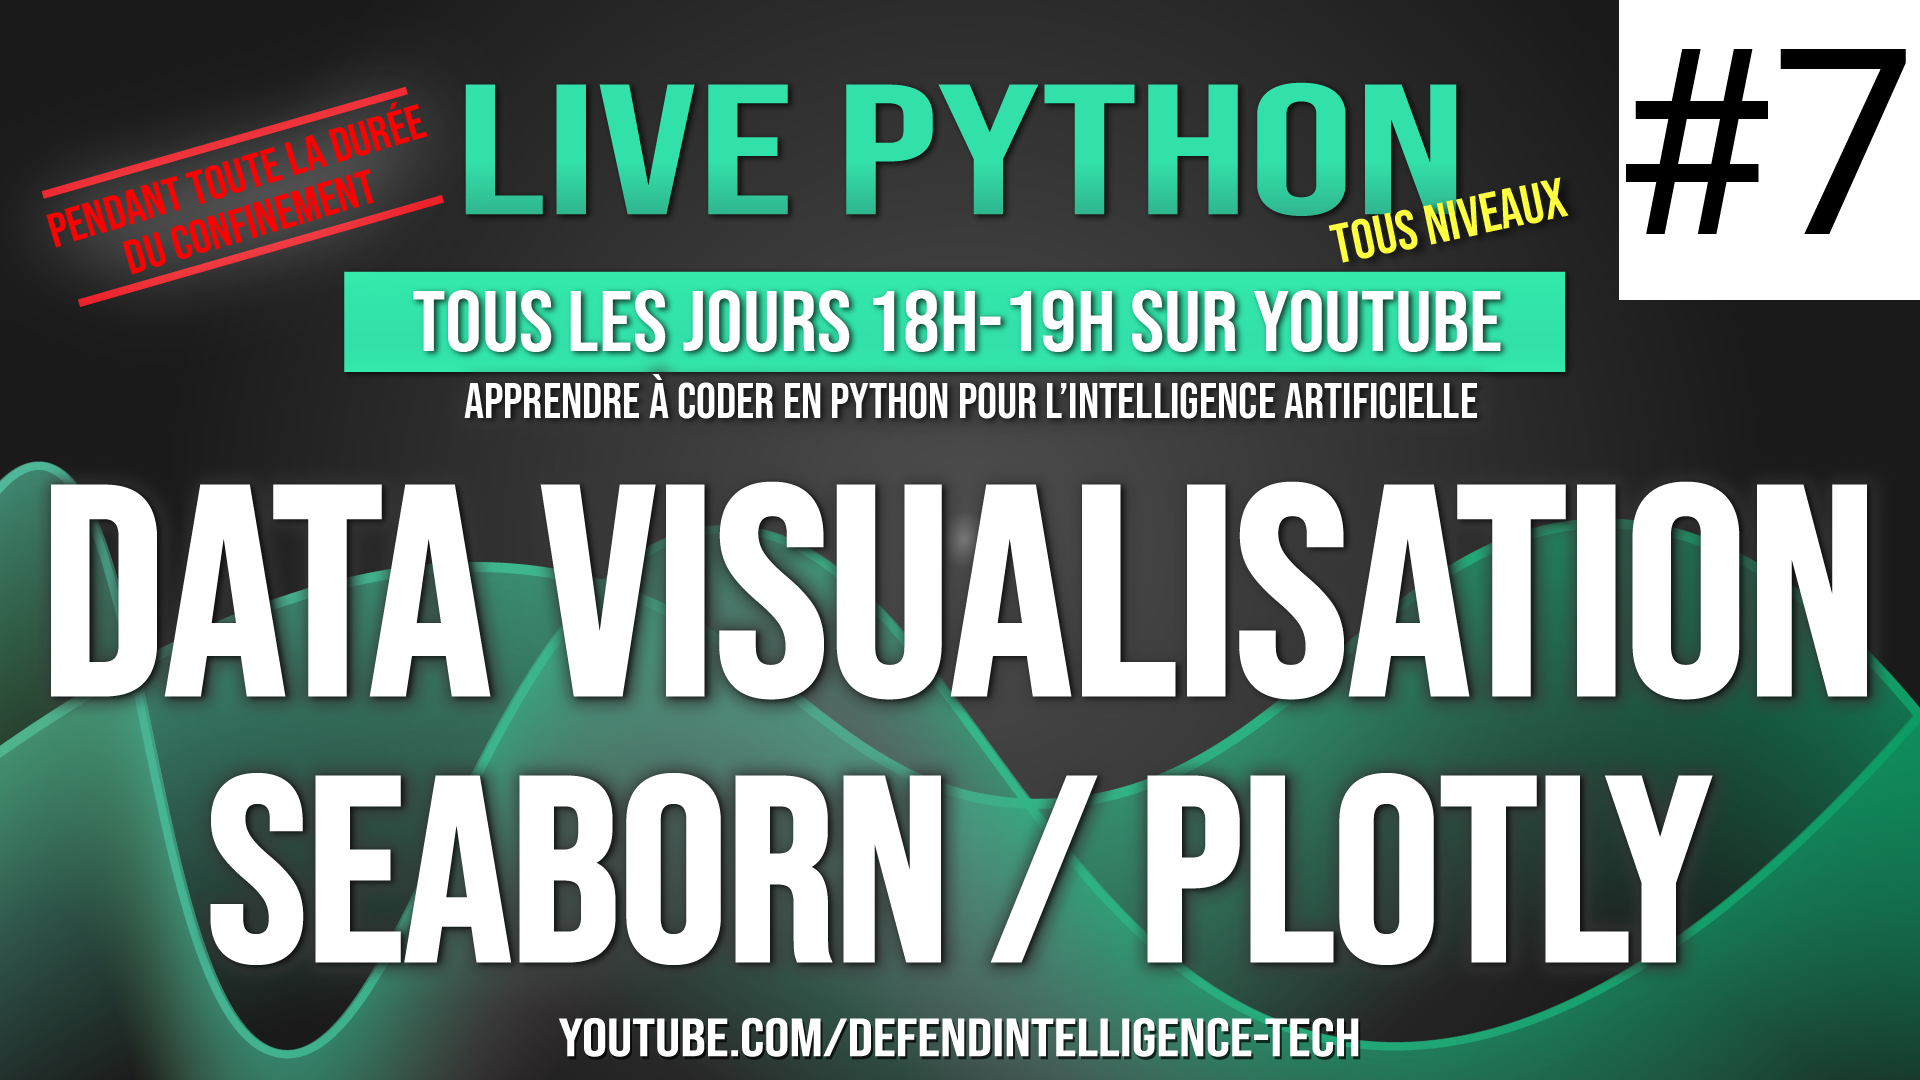 #7
LIVE PYTHON
PENDANT TOUTE LA DURÉE
DU CONFINEMENT
TOUS NIVEAUX
TOUS LES JOURS 18H-19H SUR YOUTUBE
APPRENDRE À CODER EN PYTHON POUR L'INTELLIGENCE ARTIFICIELLE
DATA VISUALISATION
SEABORN / PLOTLY
YOUTUBE.COM/DEFENDINTELLIGENCE-TECH